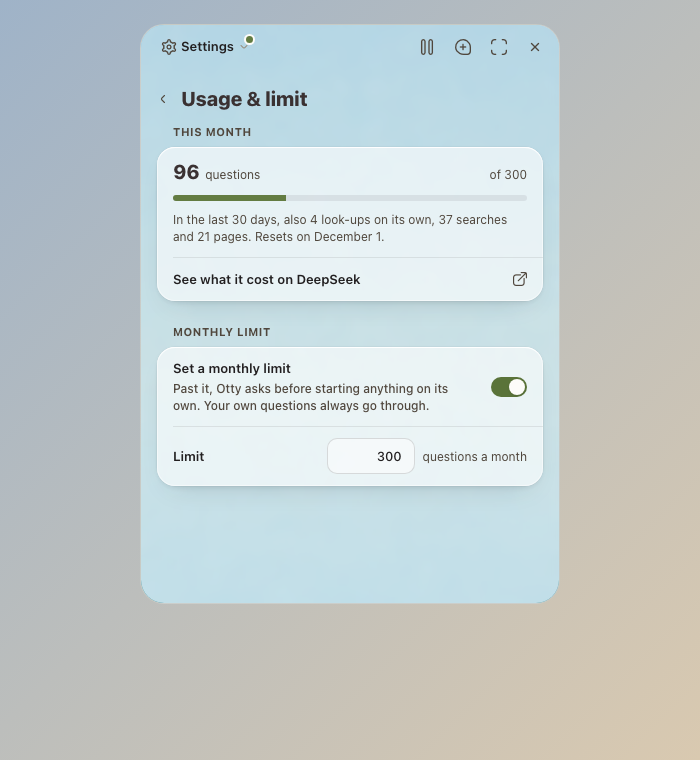 Settings
Usage & limit
THIS MONTH
96 questions
of 300
In the last 30 days, also 4 look-ups on its own, 37 searches
and 21 pages. Resets on December 1.
See what it cost on DeepSeek
MONTHLY LIMIT
Set a monthly limit
Past it, Otty asks before starting anything on its
own. Your own questions always go through.
Limit
300
questions a month